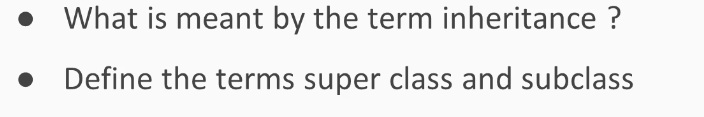 ● What is meant by the term inheritance ?
● Define the terms super class and subclass